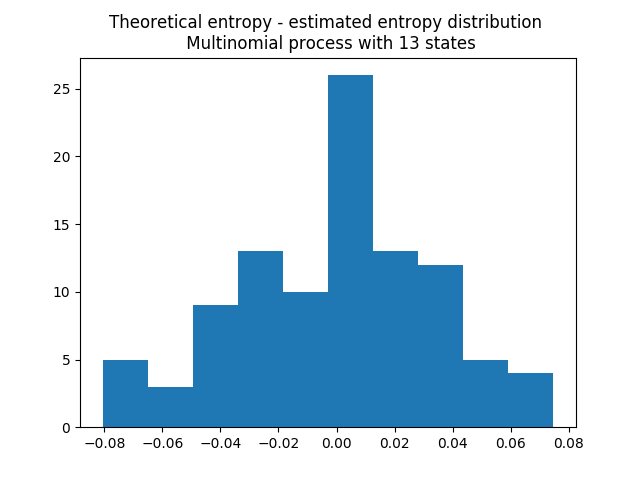 Theoretical entropy - estimated entropy distribution
Multinomial process with 13 states
25
20
15
10
5
0
−0.08 −0.06 −0.04 −0.02 0.00 0.02 0.04 0.06 0.08